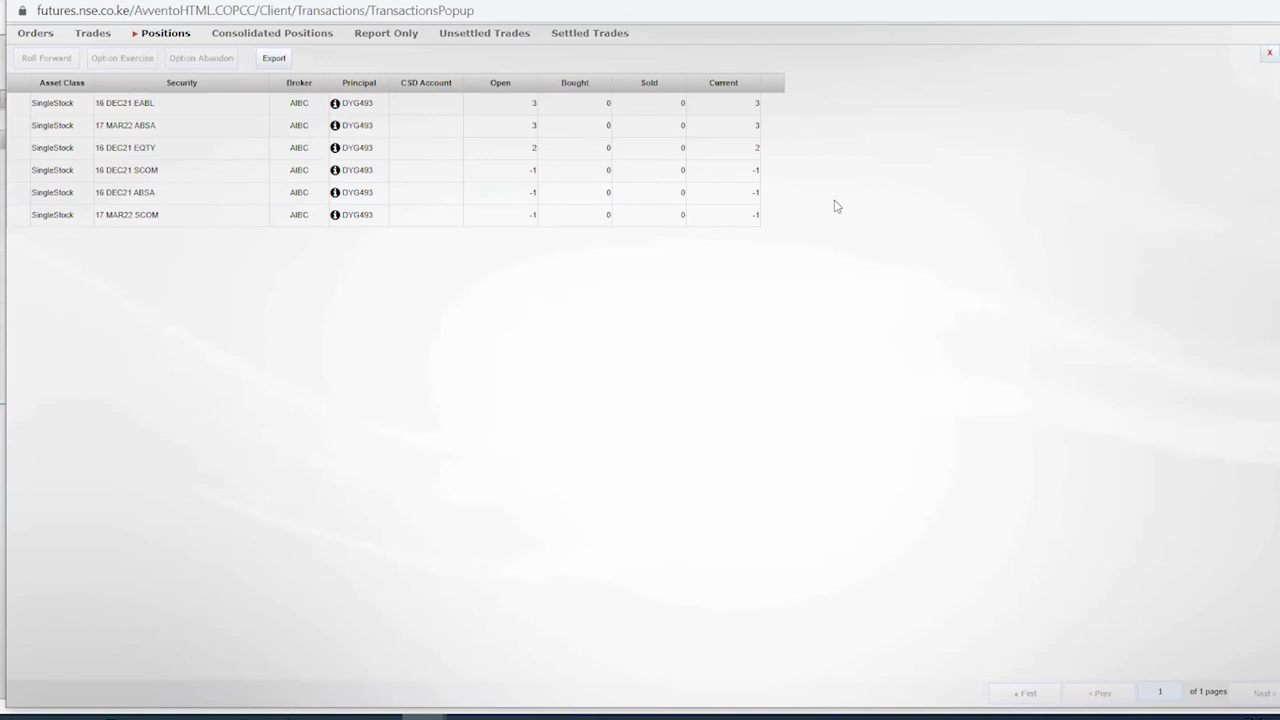 futures.nse.co.ke/AvventoHTML.COPCC/Client/Transactions/TransactionsPopup
Orders Trades Positions Consolidated Positions Report Only Unsettled Trades Settled Trades
Roll Forward Option Exercise Option Abandon Export X
Asset Class Security Broker Principal CSD Account Open Bought Sold Current
SingleStock 16 DEC21 EABL AIBC DYG493 3 0 0 3
SingleStock 17 MAR22 ABSA AIBC DYG493 3 0 0 3
SingleStock 16 DEC21 EQTY AIBC DYG493 2 0 0 2
SingleStock 16 DEC21 SCOM AIBC DYG493 -1 0 0 -1
SingleStock 16 DEC21 ABSA AIBC DYG493 -1 0 0 -1
SingleStock 17 MAR22 SCOM AIBC DYG493 -1 0 0 -1
« First < Prev 1 of 1 pages Next >